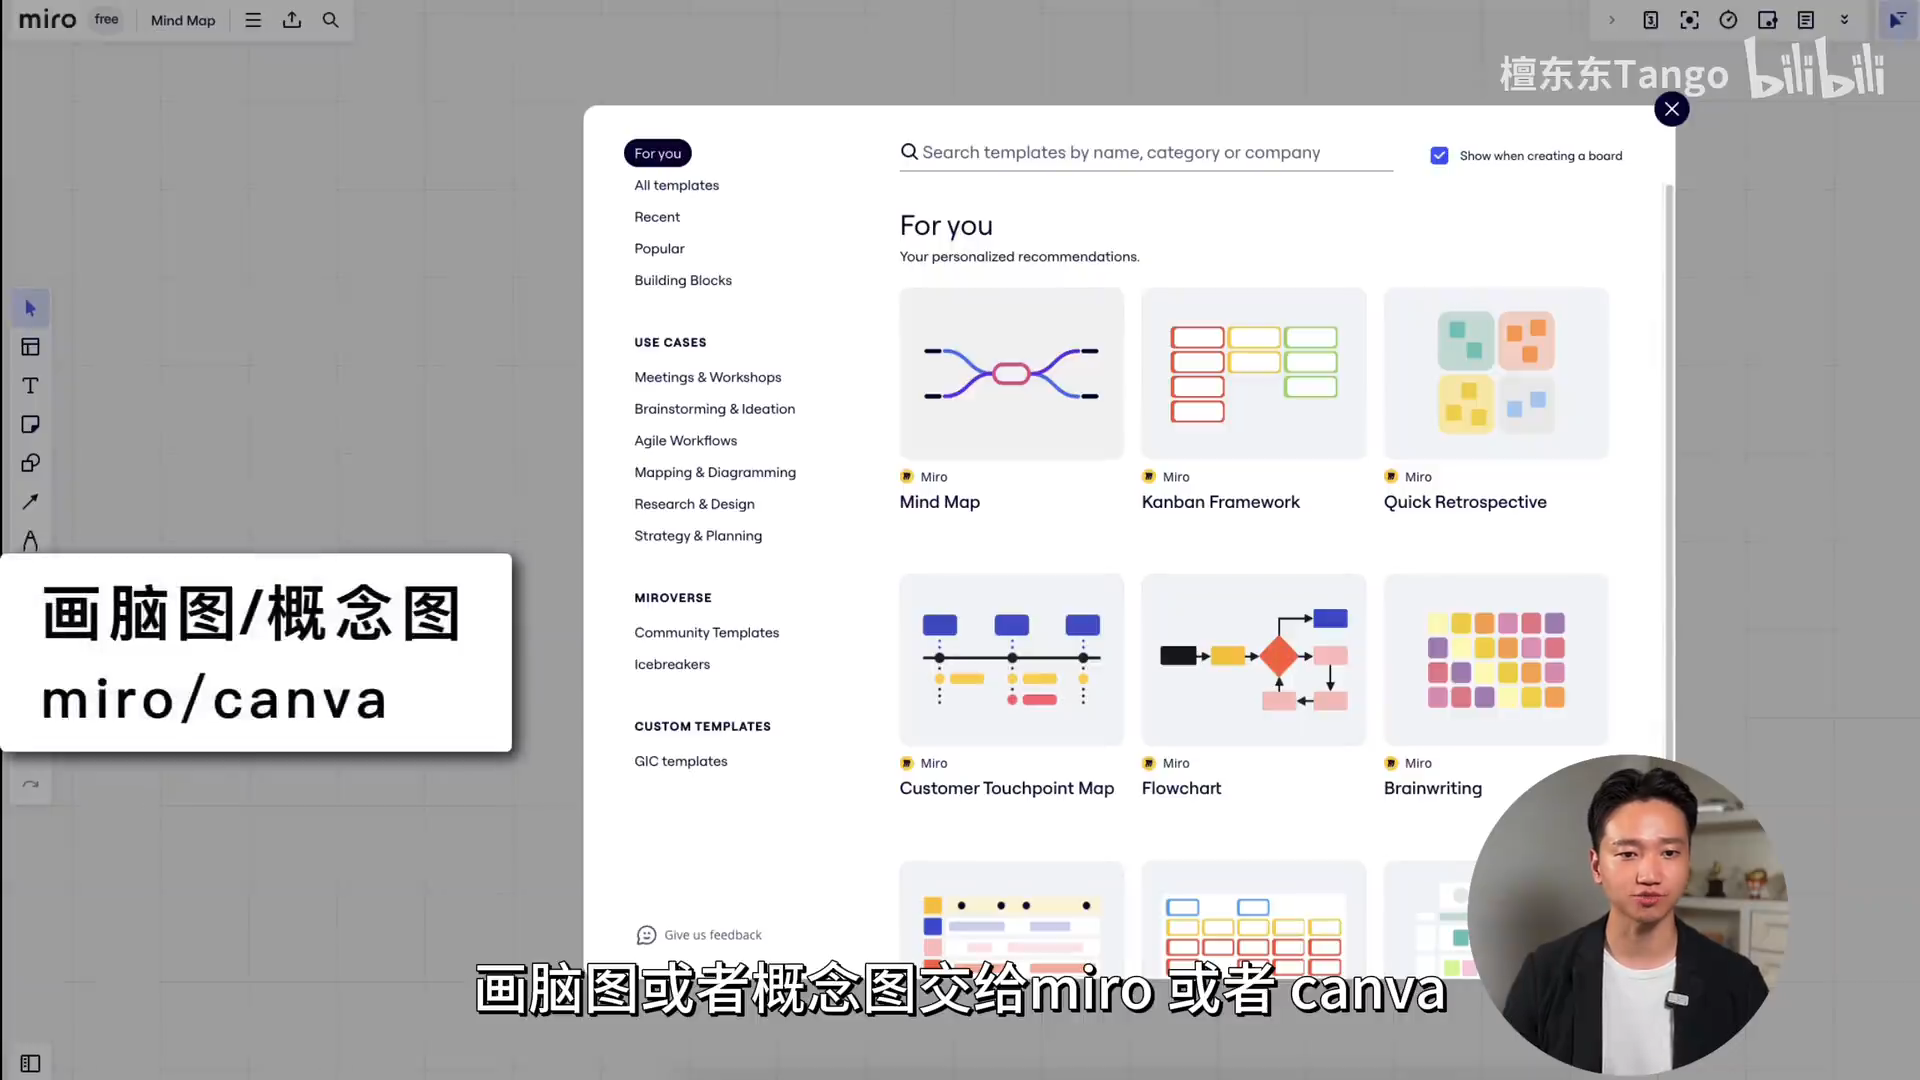 miro free Mind Map
檀东东Tango bilibili
For you
All templates
Recent
Popular
Building Blocks
USE CASES
Meetings & Workshops
Brainstorming & Ideation
Agile Workflows
Mapping & Diagramming
Research & Design
Strategy & Planning
MIROVERSE
Community Templates
Icebreakers
CUSTOM TEMPLATES
GIC templates
Give us feedback
Search templates by name, category or company
Show when creating a board
For you
Your personalized recommendations.
Miro
Mind Map
Miro
Kanban Framework
Miro
Quick Retrospective
Miro
Customer Touchpoint Map
Miro
Flowchart
Miro
Brainwriting
画脑图/概念图
miro/canva
画脑图或者概念图交给miro 或者 canva